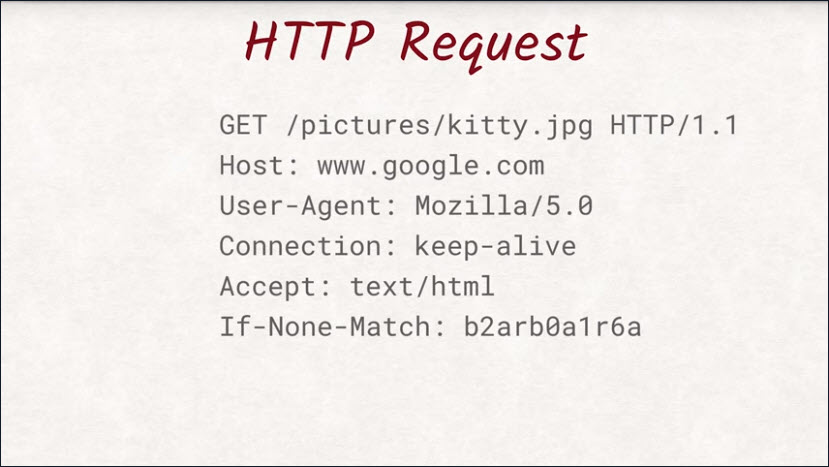 HTTP Request
GET /pictures/kitty.jpg HTTP/1.1
Host: www.google.com
User-Agent: Mozilla/5.0
Connection: keep-alive
Accept: text/html
If-None-Match: b2arb0a1r6a